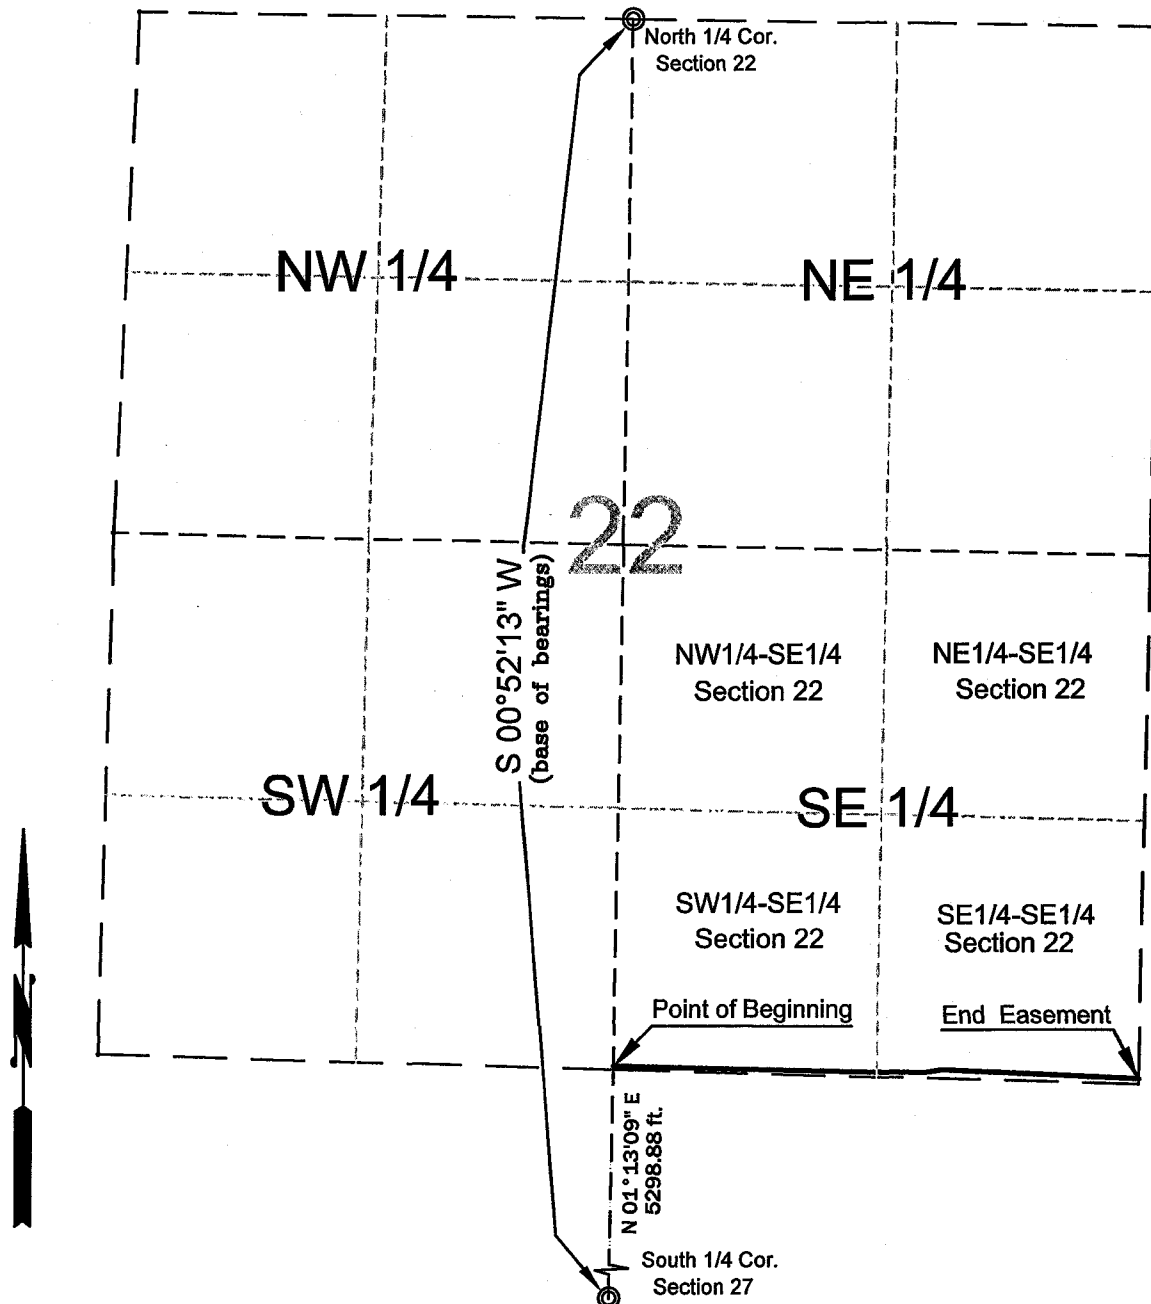 North 1/4 Cor.
Section 22
NW 1/4
NE 1/4
22
S 00°52'13" W
(base of bearings)
NW1/4-SE1/4
Section 22
NE1/4-SE1/4
Section 22
SW 1/4
SE 1/4
SW1/4-SE1/4
Section 22
SE1/4-SE1/4
Section 22
N
Point of Beginning
End Easement
N 01°13'09" E
5298.88 ft.
South 1/4 Cor.
Section 27